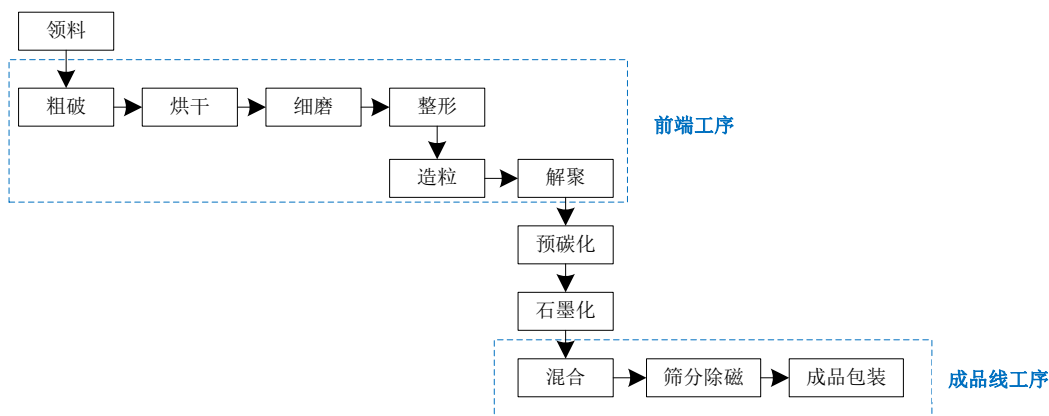 领料
粗破
烘干
细磨
整形
前端工序
造粒
解聚
预碳化
石墨化
混合
筛分除磁
成品包装
成品线工序